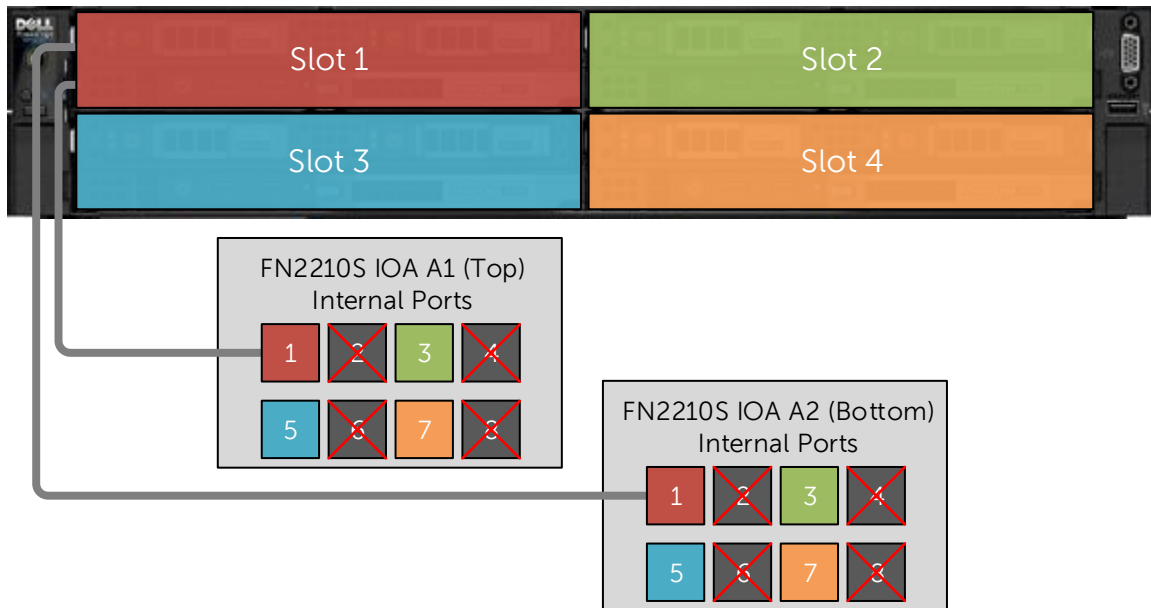 DELL
Slot 1
Slot 2
Slot 3
Slot 4
FN2210S IOA A1 (Top)
Internal Ports
1 2 3 4
5 6 7 8
FN2210S IOA A2 (Bottom)
Internal Ports
1 2 3 4
5 6 7 8